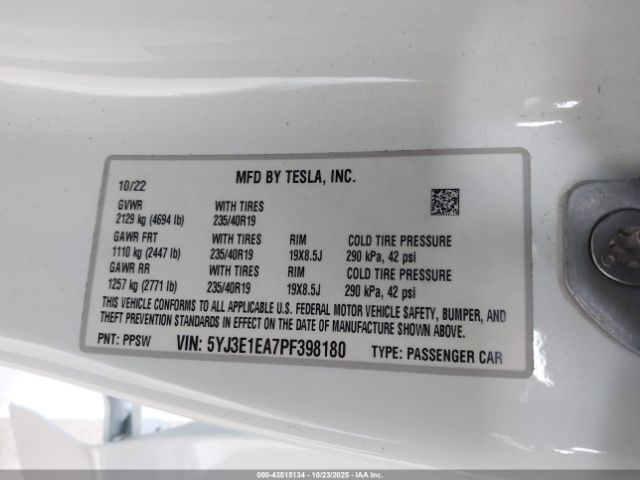 MFD BY TESLA, INC.
10/22
GVWR WITH TIRES
2129 kg (4694 lb) 235/40R19
GAWR FRT WITH TIRES RIM COLD TIRE PRESSURE
1110 kg (2447 lb) 235/40R19 19X8.5J 290 kPa, 42 psi
GAWR RR WITH TIRES RIM COLD TIRE PRESSURE
1257 kg (2771 lb) 235/40R19 19X8.5J 290 kPa, 42 psi
THIS VEHICLE CONFORMS TO ALL APPLICABLE U.S. FEDERAL MOTOR VEHICLE SAFETY, BUMPER, AND
THEFT PREVENTION STANDARDS IN EFFECT ON THE DATE OF MANUFACTURE SHOWN ABOVE.
PNT: PPSW VIN: 5YJ3E1EA7PF398180 TYPE: PASSENGER CAR
000-43515134 - 10/23/2025 - IAA, Inc.